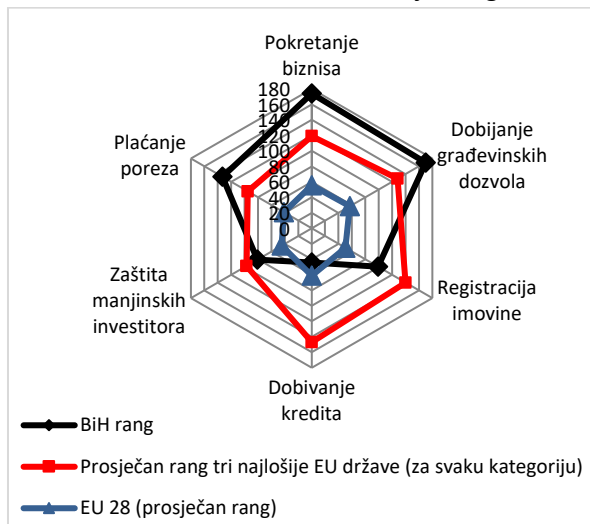 Pokretanje
biznisa
180
160
140
120
100
80
60
40
20
0
Dobijanje
građevinskih
dozvola
Registracija
imovine
Dobivanje
kredita
Zaštita
manjinskih
investitora
Plaćanje
poreza
BiH rang
Prosječan rang tri najlošije EU države (za svaku kategoriju)
EU 28 (prosječan rang)